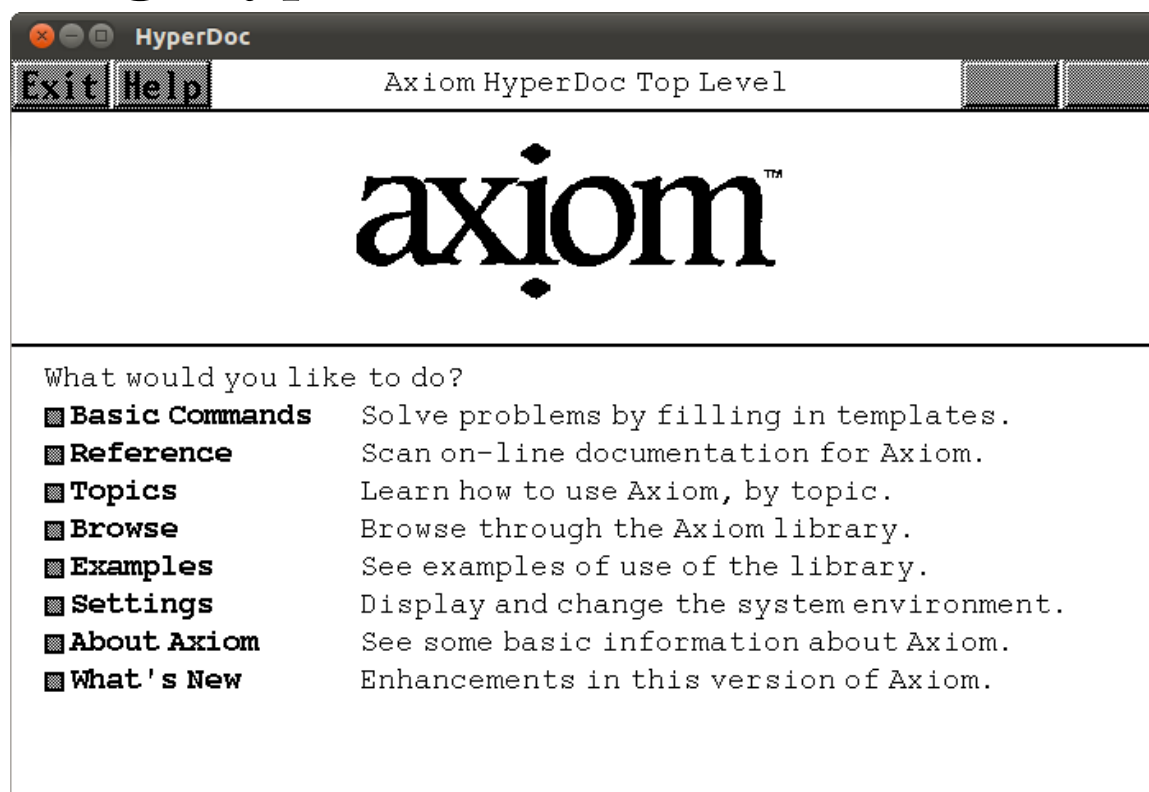 HyperDoc
Exit Help Axiom HyperDoc Top Level
axiom™
What would you like to do?
Basic Commands Solve problems by filling in templates.
Reference Scan on-line documentation for Axiom.
Topics Learn how to use Axiom, by topic.
Browse Browse through the Axiom library.
Examples See examples of use of the library.
Settings Display and change the system environment.
About Axiom See some basic information about Axiom.
What's New Enhancements in this version of Axiom.